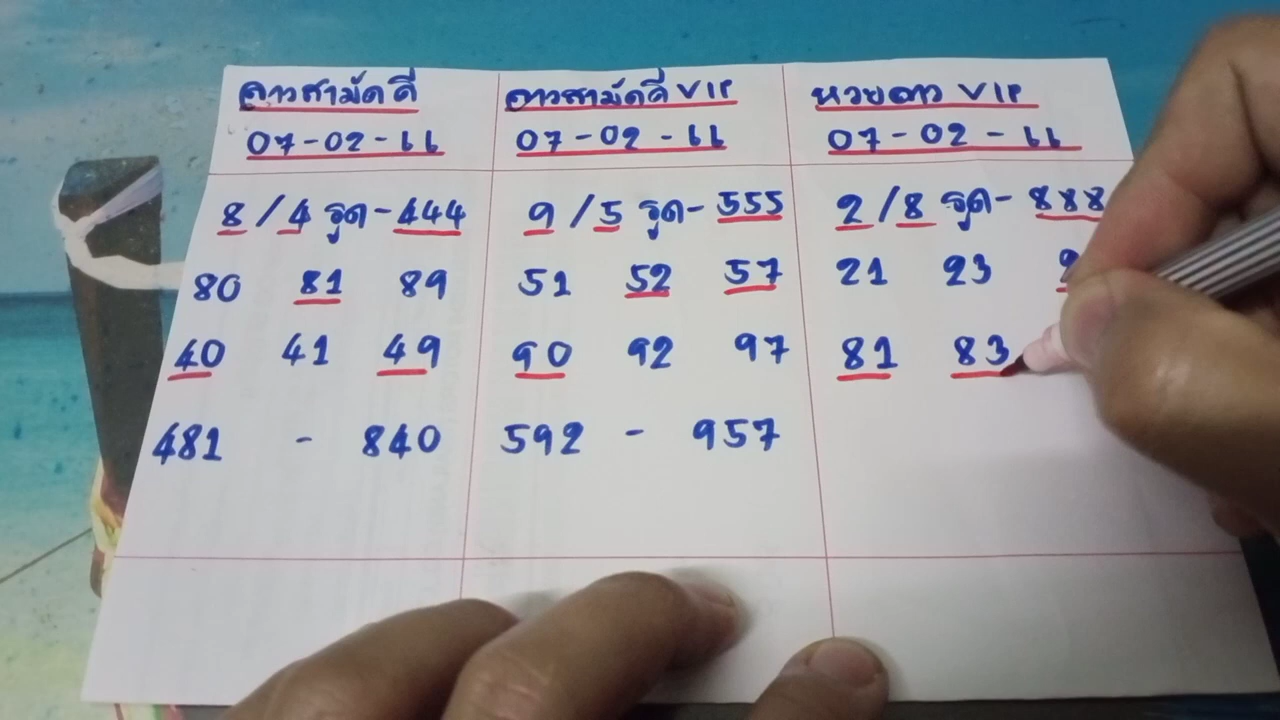 ลาวสามัคคี
07-02-66
8/4 รูด-444
80 81 89
40 41 49
481 - 840
ลาวสามัคคี VIP
07-02-66
9/5 รูด-555
51 52 57
90 92 97
592 - 957
หวยลาว VIP
07-02-66
2/8 รูด-888
21 23
81 83